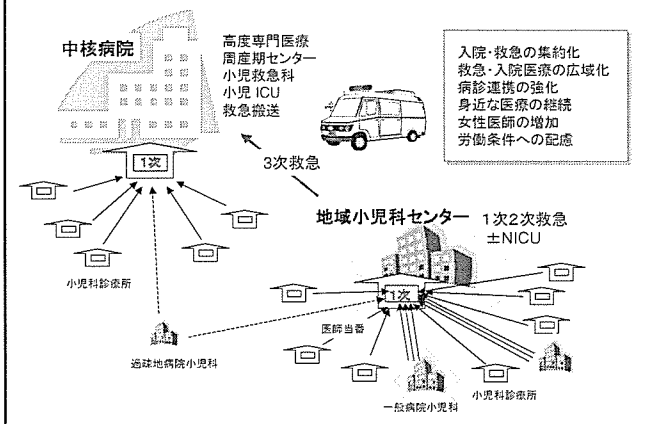 中核病院
高度専門医療
周産期センター
小児救急科
小児 ICU
救急搬送
入院・救急の集約化
救急・入院医療の広域化
病診連携の強化
身近な医療の継続
女性医師の増加
労働条件への配慮
3次救急
1次
地域小児科センター 1次2次救急
±NICU
小児科診療所
1次
医師当番
過疎地病院小児科
小児科診療所
一般病院小児科